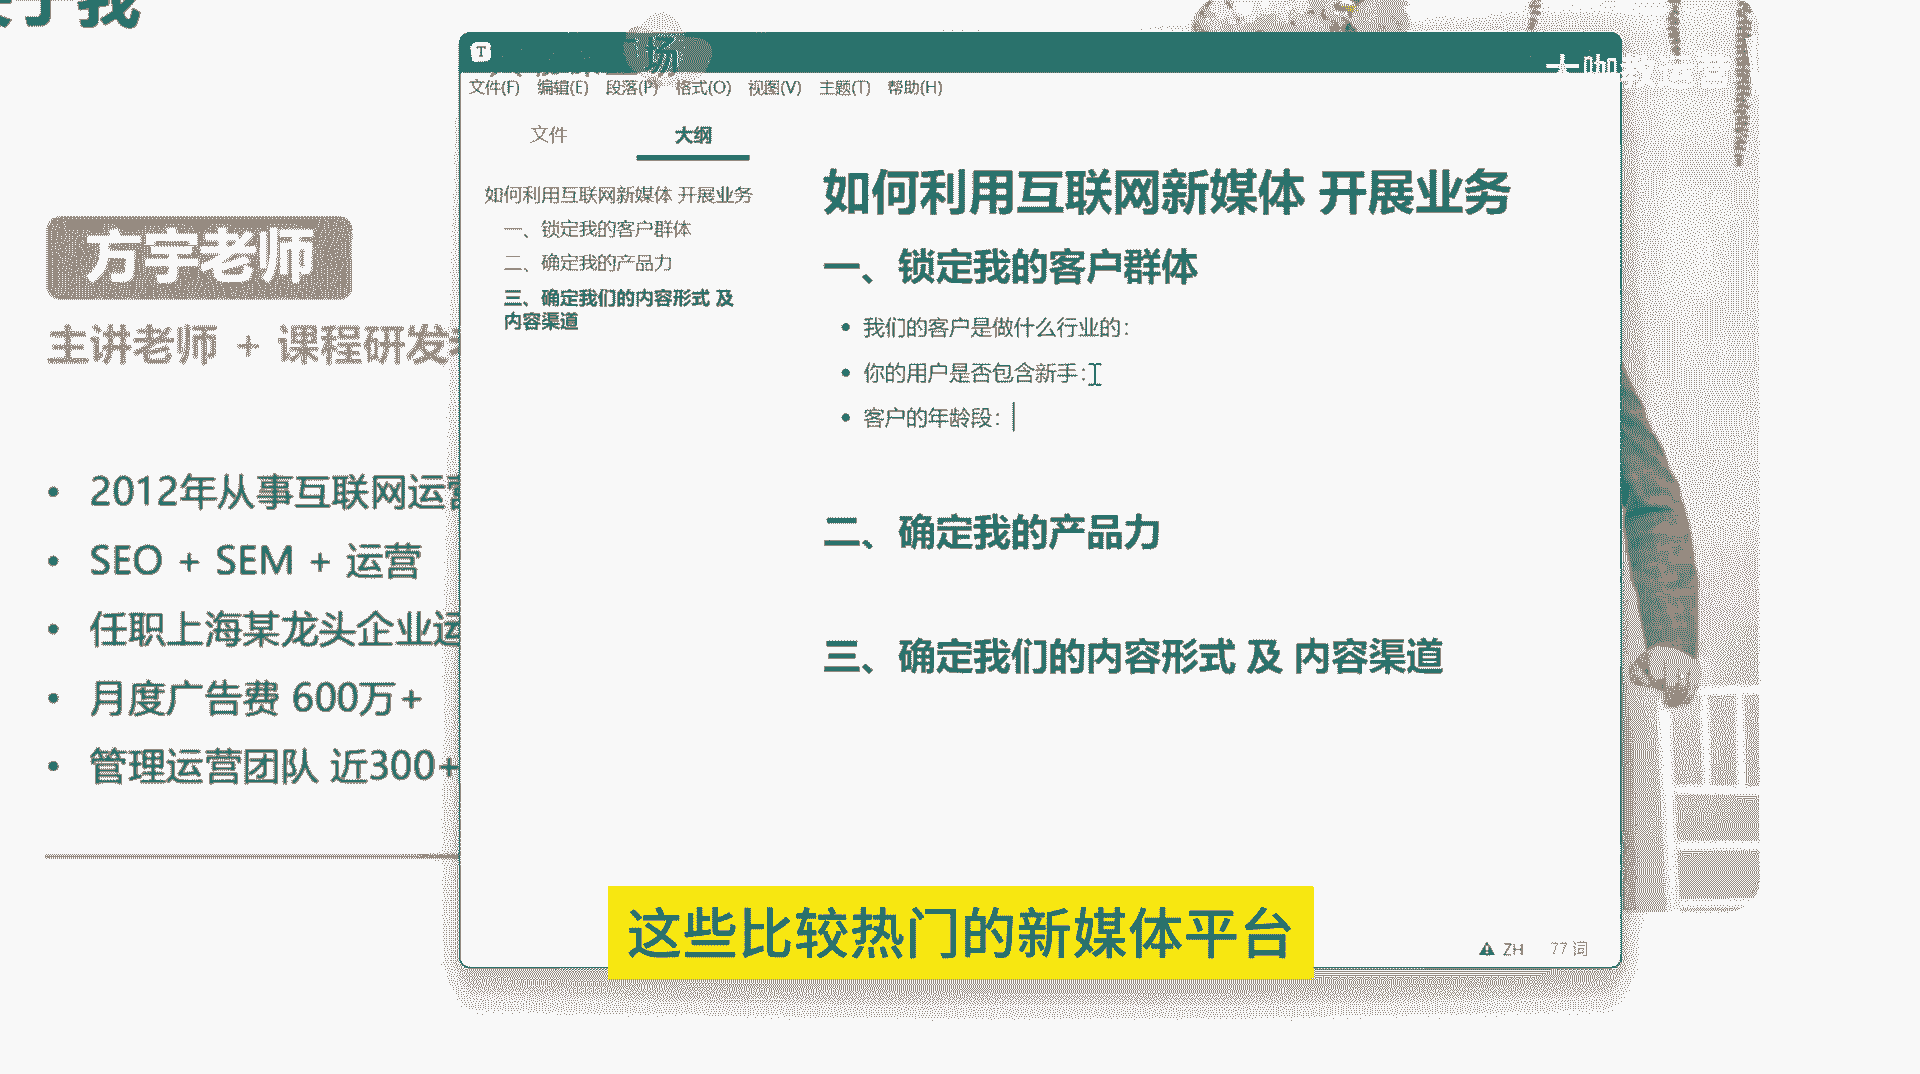 于我
方宇老师
主讲老师 + 课程研发
2012年从事互联网运营
SEO + SEM + 运营
任职上海某龙头企业运
月度广告费 600万+
管理运营团队 近300+
T
场
大咖教运营
文件(F) 编辑(E) 段落(P) 格式(O) 视图(V) 主题(T) 帮助(H)
文件 大纲
如何利用互联网新媒体 开展业务
一、锁定我的客户群体
二、确定我的产品力
三、确定我们的内容形式 及
内容渠道
如何利用互联网新媒体 开展业务
一、锁定我的客户群体
我们的客户是做什么行业的：
你的用户是否包含新手：
客户的年龄段：
二、确定我的产品力
三、确定我们的内容形式 及 内容渠道
ZH 77 词
这些比较热门的新媒体平台